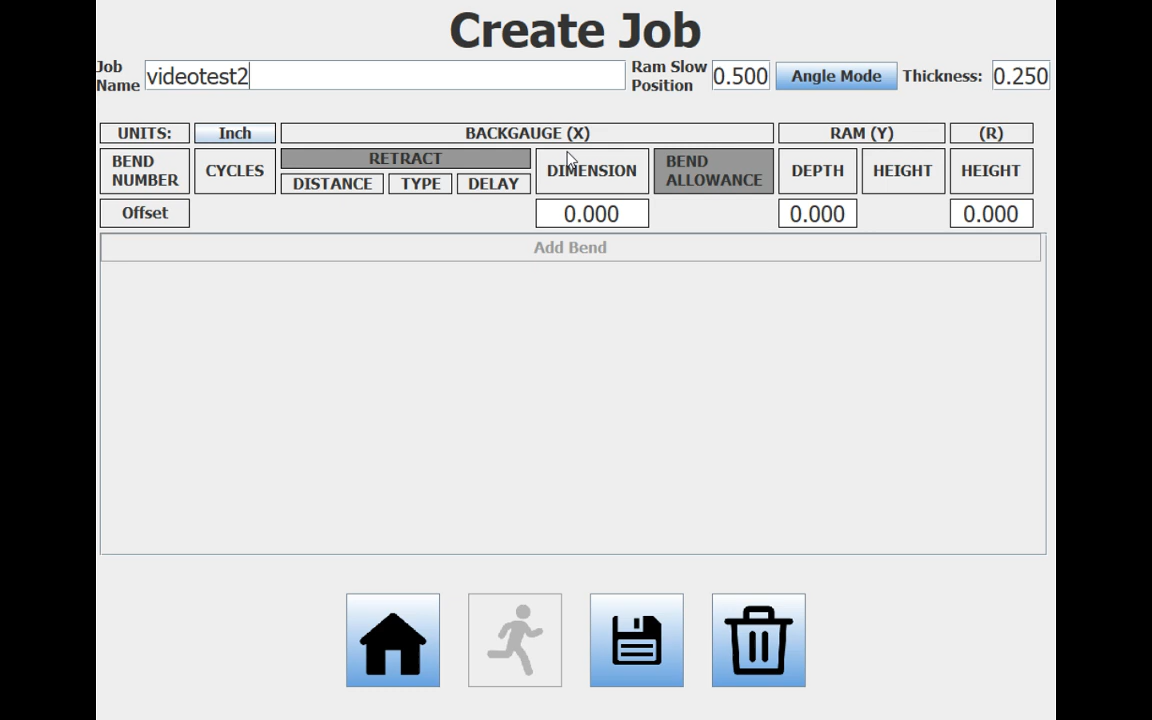 Create Job
Job Name videotest2 Ram Slow Position 0.500 Angle Mode Thickness: 0.250
UNITS: Inch BACKGAUGE (X) RAM (Y) (R)
BEND NUMBER CYCLES RETRACT DIMENSION BEND ALLOWANCE DEPTH HEIGHT HEIGHT
DISTANCE TYPE DELAY
Offset 0.000 0.000 0.000
Add Bend